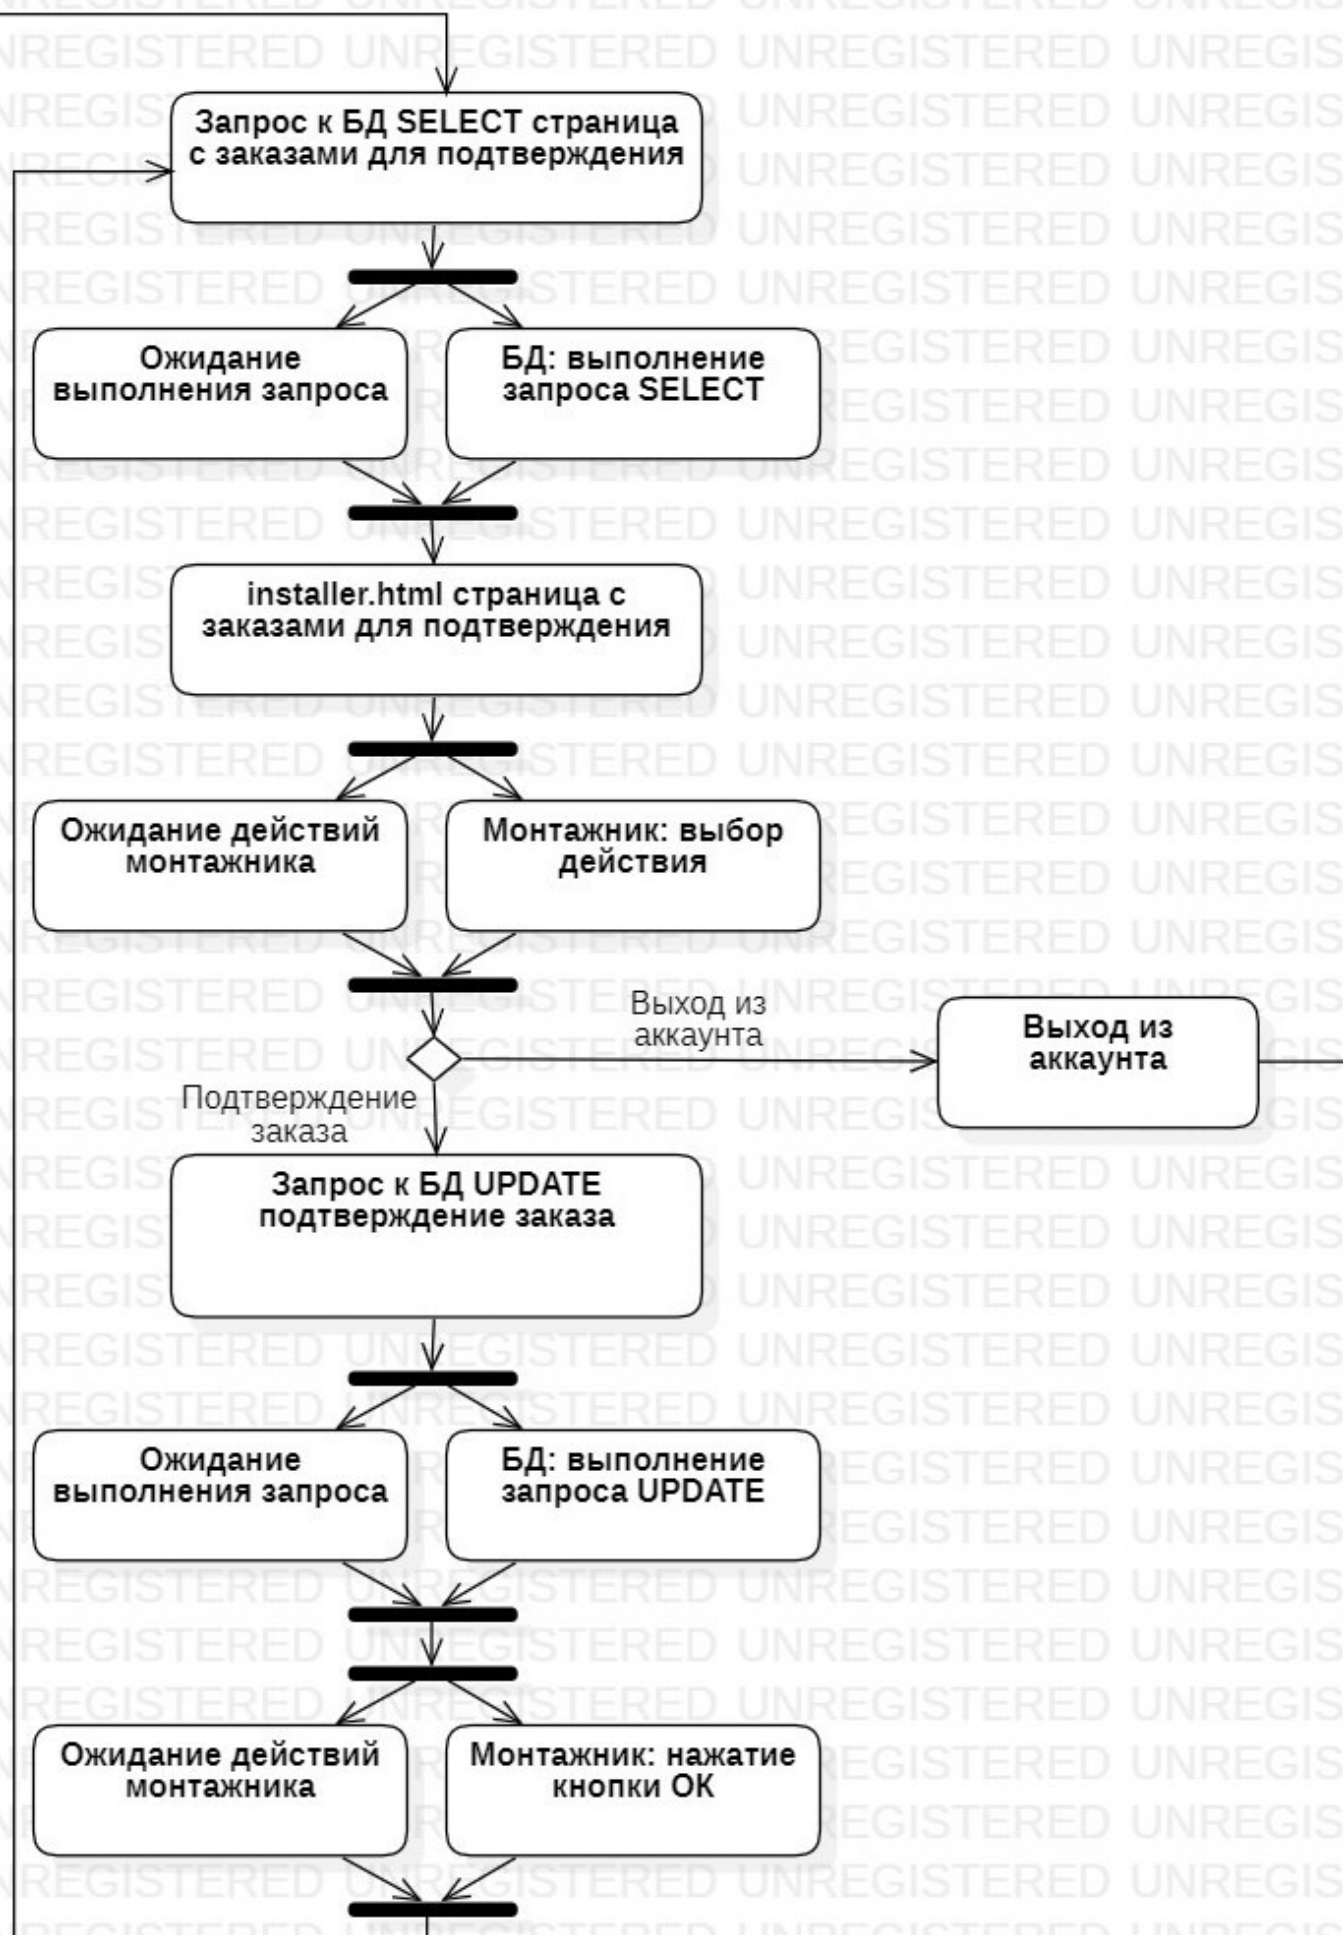 Запрос к БД SELECT страница
с заказами для подтверждения
Ожидание
выполнения запроса
БД: выполнение
запроса SELECT
installer.html страница с
заказами для подтверждения
Ожидание действий
монтажника
Монтажник: выбор
действия
Выход из
аккаунта
Выход из
аккаунта
Подтверждение
заказа
Запрос к БД UPDATE
подтверждение заказа
Ожидание
выполнения запроса
БД: выполнение
запроса UPDATE
Ожидание действий
монтажника
Монтажник: нажатие
кнопки ОК
UNREGISTERED